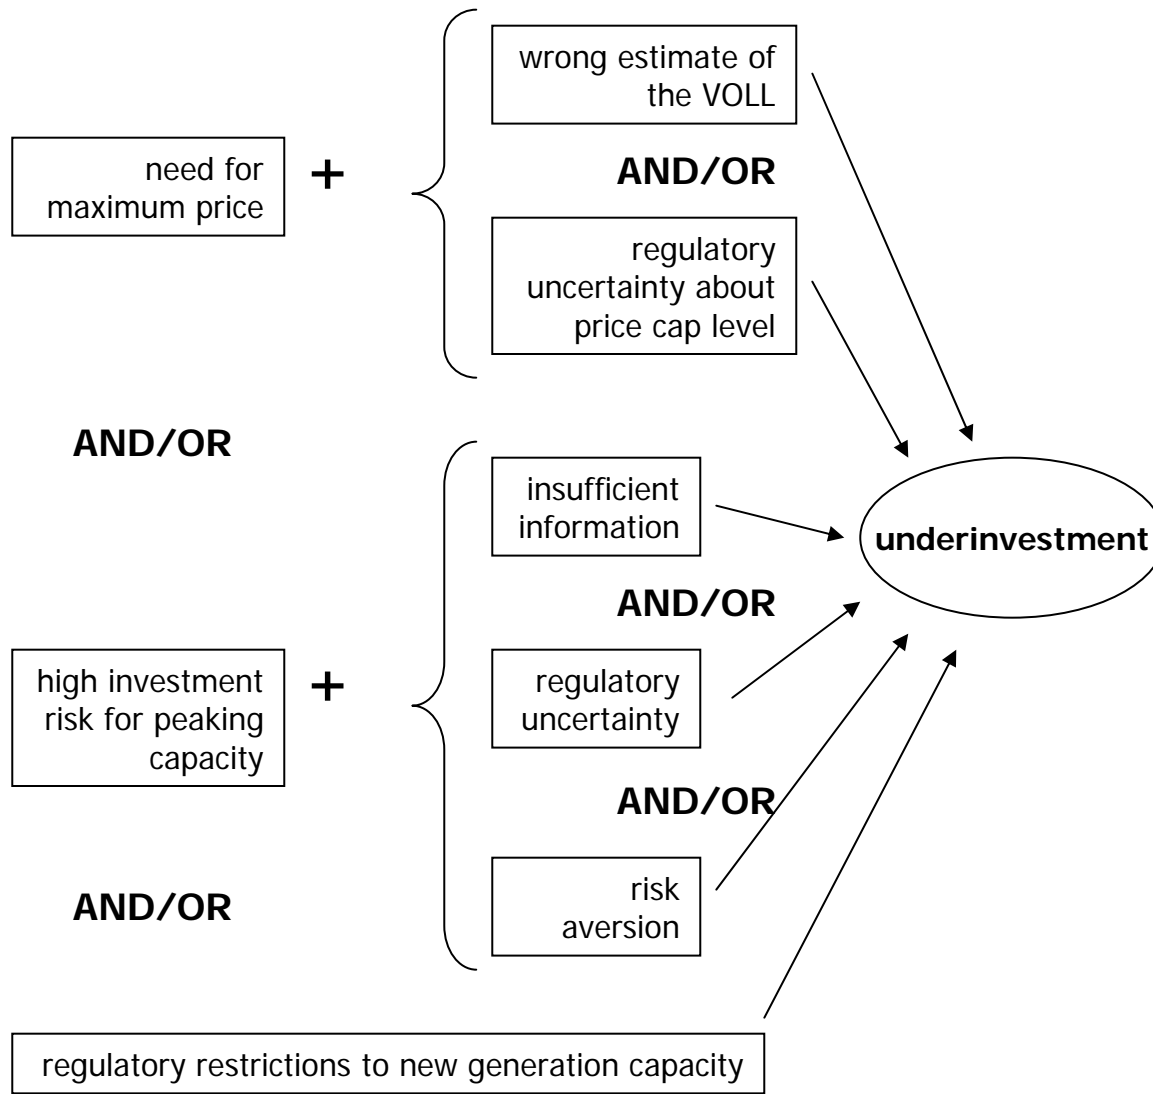 wrong estimate of
the VOLL
need for
maximum price
+
AND/OR
regulatory
uncertainty about
price cap level
AND/OR
insufficient
information
underinvestment
AND/OR
high investment
risk for peaking
capacity
+
regulatory
uncertainty
AND/OR
risk
aversion
AND/OR
regulatory restrictions to new generation capacity